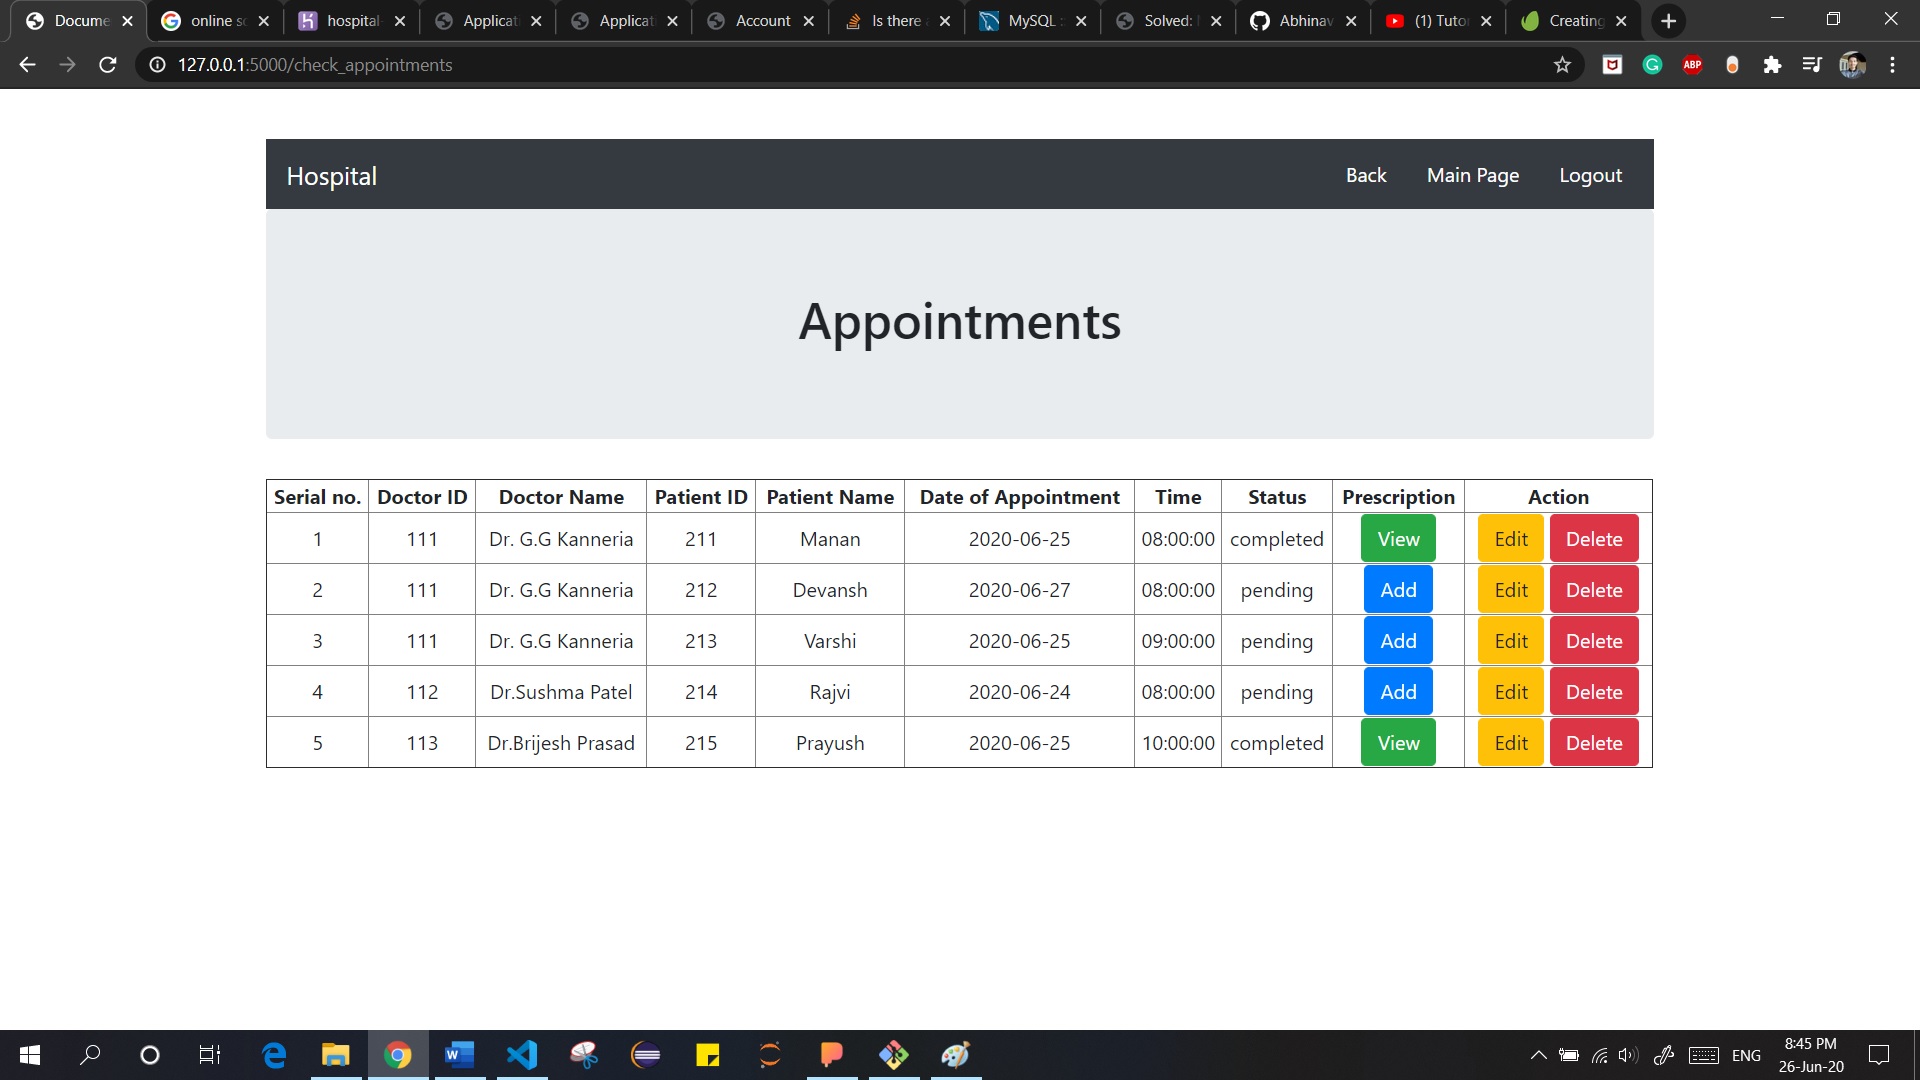 Docume
online s
hospital
Applicat
Applicat
Account
Is there
MySQL
Solved:
Abhinav
(1) Tuto
Creating
127.0.0.1:5000/check_appointments
ABP
Hospital Back Main Page Logout
Appointments
Serial no. Doctor ID Doctor Name Patient ID Patient Name Date of Appointment Time Status Prescription Action
1 111 Dr. G.G Kanneria 211 Manan 2020-06-25 08:00:00 completed View Edit Delete
2 111 Dr. G.G Kanneria 212 Devansh 2020-06-27 08:00:00 pending Add Edit Delete
3 111 Dr. G.G Kanneria 213 Varshi 2020-06-25 09:00:00 pending Add Edit Delete
4 112 Dr.Sushma Patel 214 Rajvi 2020-06-24 08:00:00 pending Add Edit Delete
5 113 Dr.Brijesh Prasad 215 Prayush 2020-06-25 10:00:00 completed View Edit Delete
ENG
8:45 PM
26-Jun-20